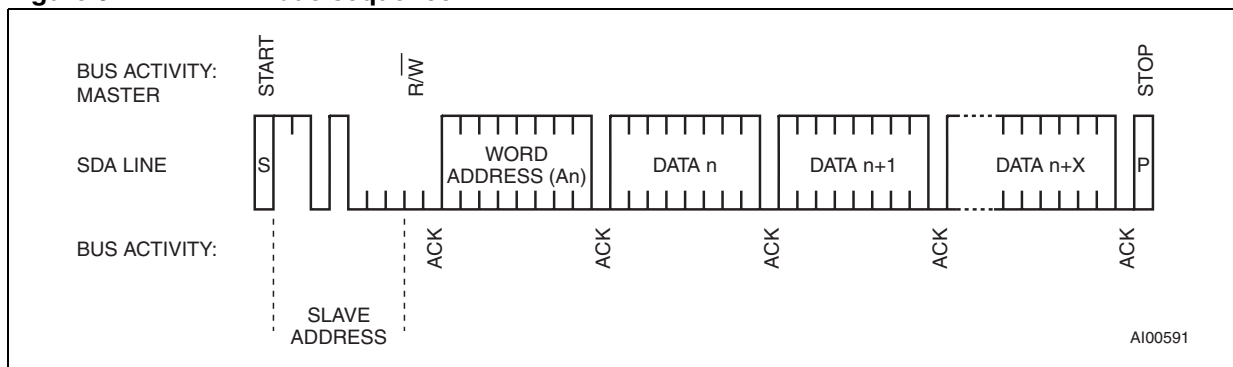 BUS ACTIVITY:
MASTER
START
R/W
STOP
SDA LINE
S
WORD
ADDRESS (An)
DATA n
DATA n+1
DATA n+X
P
BUS ACTIVITY:
ACK
ACK
ACK
ACK
ACK
SLAVE
ADDRESS
AI00591